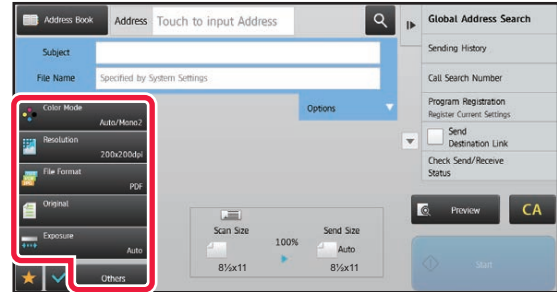 Address Book
Address
Touch to input Address
Subject
File Name
Specified by System Settings
Options
Color Mode
Auto/Mono2
Resolution
200x200dpi
File Format
PDF
Original
Exposure
Auto
Others
Scan Size
100%
Send Size
Auto
8½x11
8½x11
Global Address Search
Sending History
Call Search Number
Program Registration
Register Current Settings
Send
Destination Link
Check Send/Receive
Status
Preview
CA
Start